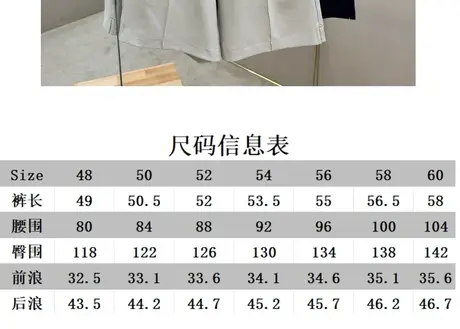 尺码信息表
Size 48 50 52 54 56 58 60
裤长 49 50.5 52 53.5 55 56.5 58
腰围 80 84 88 92 96 100 104
臀围 118 122 126 130 134 138 142
前浪 32.5 33.1 33.6 34.1 34.6 35.1 35.6
后浪 43.5 44.2 44.7 45.2 45.7 46.2 46.7